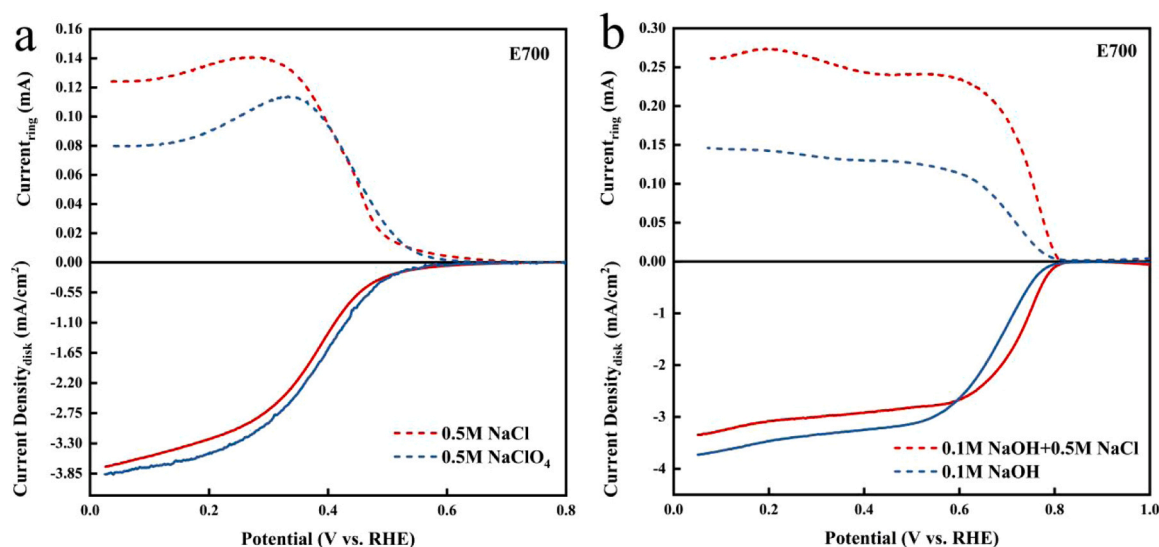 a
E700
0.16
0.14
0.12
0.10
0.08
0.06
0.04
0.02
0.00
-0.55
-1.10
-1.65
-2.20
-2.75
-3.30
-3.85
Current_ring (mA)
Current Density_disk (mA/cm²)
0.5M NaCl
0.5M NaClO₄
0.0 0.2 0.4 0.6 0.8
Potential (V vs. RHE)
b
E700
0.30
0.25
0.20
0.15
0.10
0.05
0.00
-1
-2
-3
-4
Current_ring (mA)
Current Density_disk (mA/cm²)
0.1M NaOH+0.5M NaCl
0.1M NaOH
0.0 0.2 0.4 0.6 0.8 1.0
Potential (V vs. RHE)